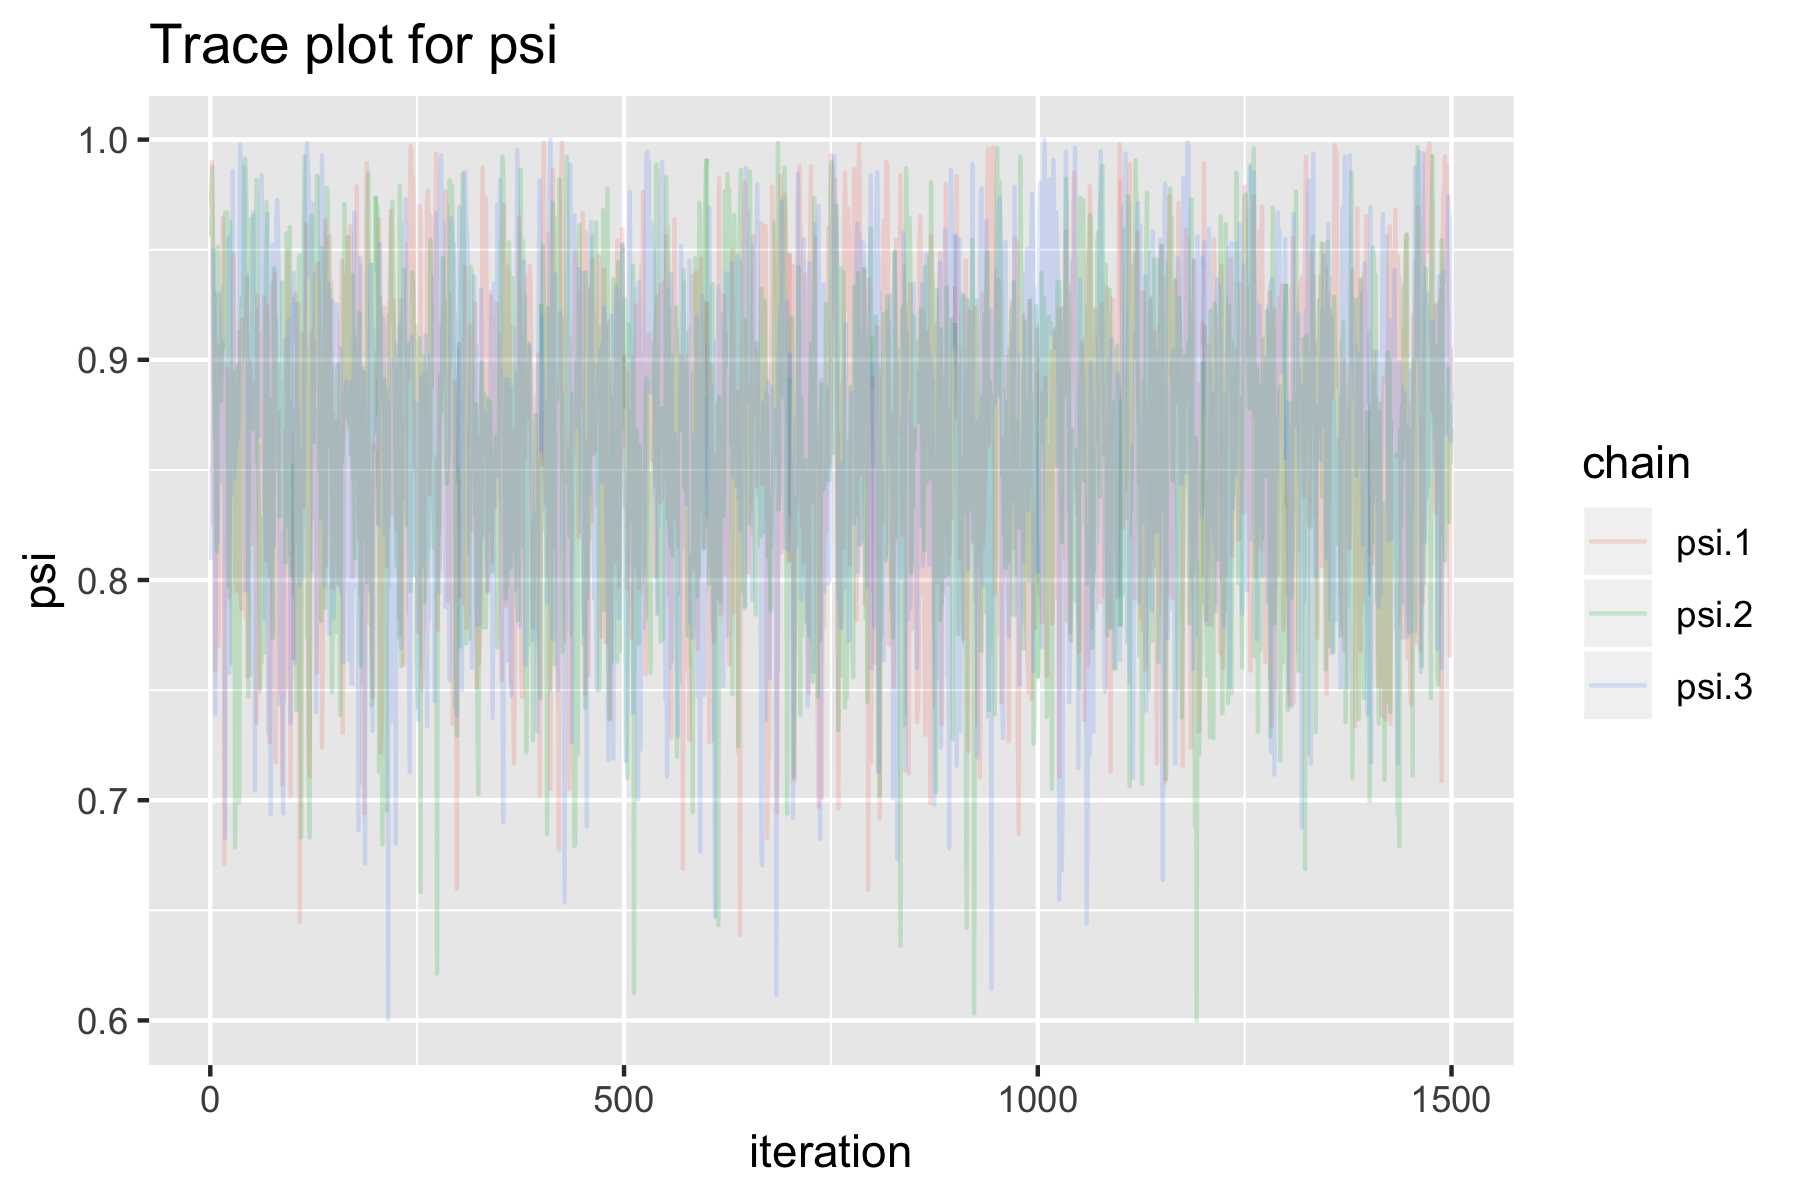 Trace plot for psi
1.0
0.9
0.8
0.7
0.6
psi
0
500
1000
1500
iteration
chain
psi.1
psi.2
psi.3